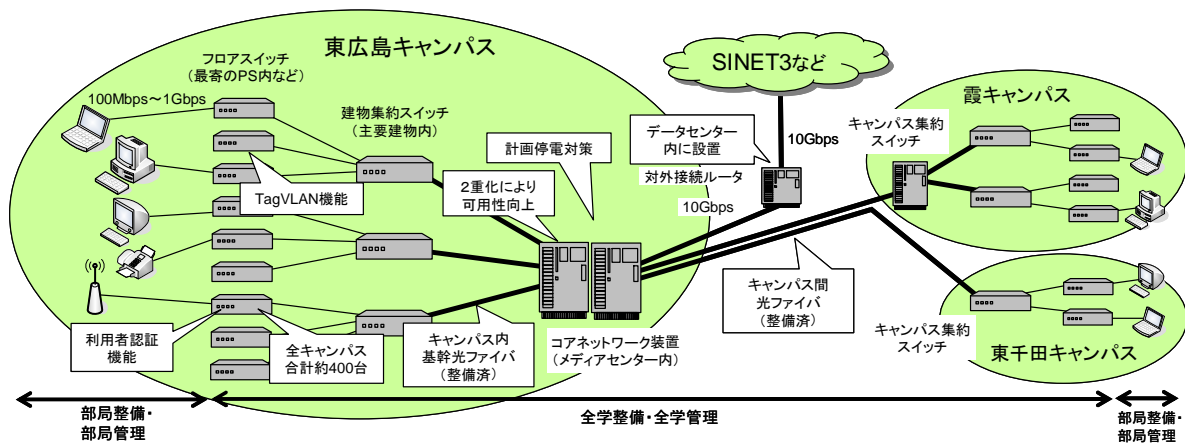 東広島キャンパス
フロアスイッチ
(最寄のPS内など)
100Mbps～1Gbps
建物集約スイッチ
(主要建物内)
TagVLAN機能
計画停電対策
2重化により
可用性向上
利用者認証
機能
全キャンパス
合計約400台
キャンパス内
基幹光ファイバ
(整備済)
コアネットワーク装置
(メディアセンター内)
SINET3など
10Gbps
データセンター
内に設置
対外接続ルータ
10Gbps
キャンパス間
光ファイバ
(整備済)
霞キャンパス
キャンパス集約
スイッチ
キャンパス集約
スイッチ
東千田キャンパス
部局整備・
部局管理
全学整備・全学管理
部局整備・
部局管理